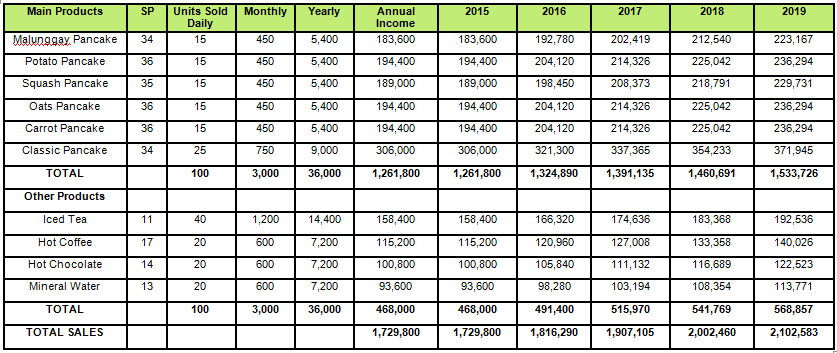 Main Products SP Units Sold Daily Monthly Yearly Annual Income 2015 2016 2017 2018 2019
Malunggay Pancake 34 15 450 5,400 183,600 183,600 192,780 202,419 212,540 223,167
Potato Pancake 36 15 450 5,400 194,400 194,400 204,120 214,326 225,042 236,294
Squash Pancake 35 15 450 5,400 189,000 189,000 198,450 208,373 218,791 229,731
Oats Pancake 36 15 450 5,400 194,400 194,400 204,120 214,326 225,042 236,294
Carrot Pancake 36 15 450 5,400 194,400 194,400 204,120 214,326 225,042 236,294
Classic Pancake 34 25 750 9,000 306,000 306,000 321,300 337,365 354,233 371,945
TOTAL 100 3,000 36,000 1,261,800 1,261,800 1,324,890 1,391,135 1,460,691 1,533,726
Other Products
Iced Tea 11 40 1,200 14,400 158,400 158,400 166,320 174,636 183,368 192,536
Hot Coffee 17 20 600 7,200 115,200 115,200 120,960 127,008 133,358 140,026
Hot Chocolate 14 20 600 7,200 100,800 100,800 105,840 111,132 116,689 122,523
Mineral Water 13 20 600 7,200 93,600 93,600 98,280 103,194 108,354 113,771
TOTAL 100 3,000 36,000 468,000 468,000 491,400 515,970 541,769 568,857
TOTAL SALES 1,729,800 1,729,800 1,816,290 1,907,105 2,002,460 2,102,583